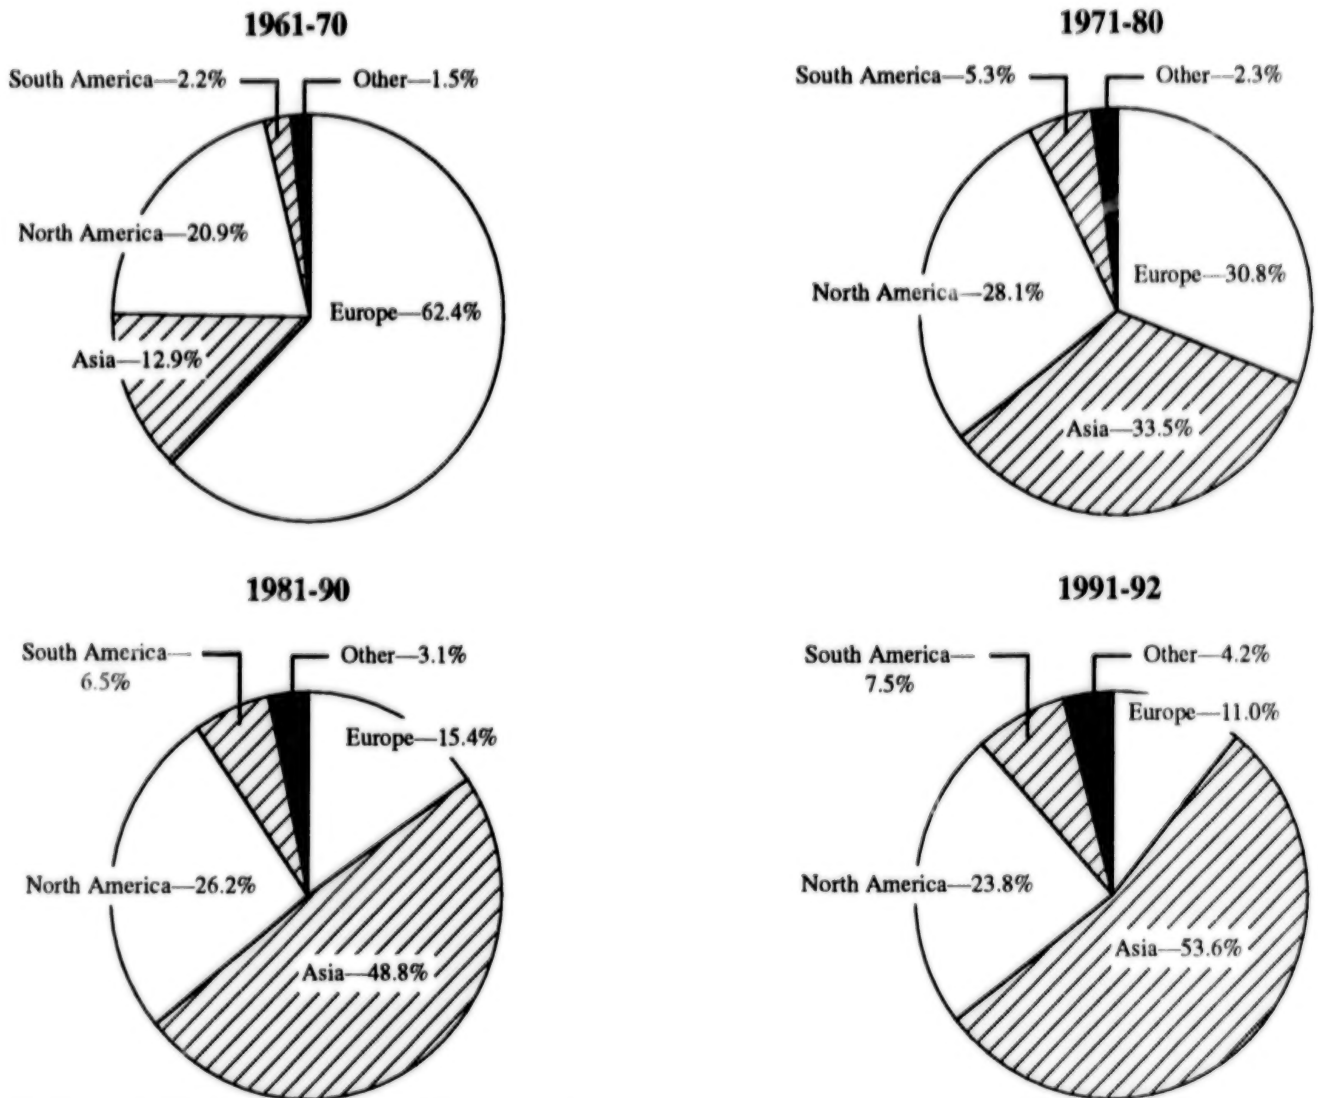 1961-70
South America—2.2%
Other—1.5%
North America—20.9%
Europe—62.4%
Asia—12.9%
1971-80
South America—5.3%
Other—2.3%
North America—28.1%
Europe—30.8%
Asia—33.5%
1981-90
South America—
6.5%
Other—3.1%
Europe—15.4%
North America—26.2%
Asia—48.8%
1991-92
South America—
7.5%
Other—4.2%
Europe—11.0%
North America—23.8%
Asia—53.6%